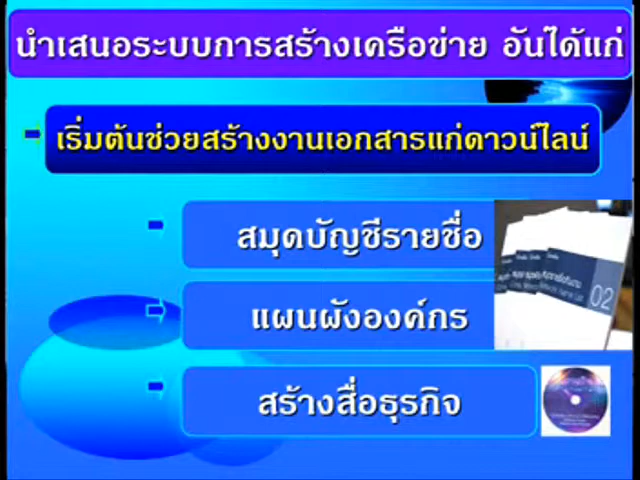 นำเสนอระบบการสร้างเครือข่าย อันได้แก่
เริ่มต้นช่วยสร้างงานเอกสารแก่ดาวน์ไลน์
สมุดบัญชีรายชื่อ
แผนผังองค์กร
สร้างสื่อธุรกิจ
02